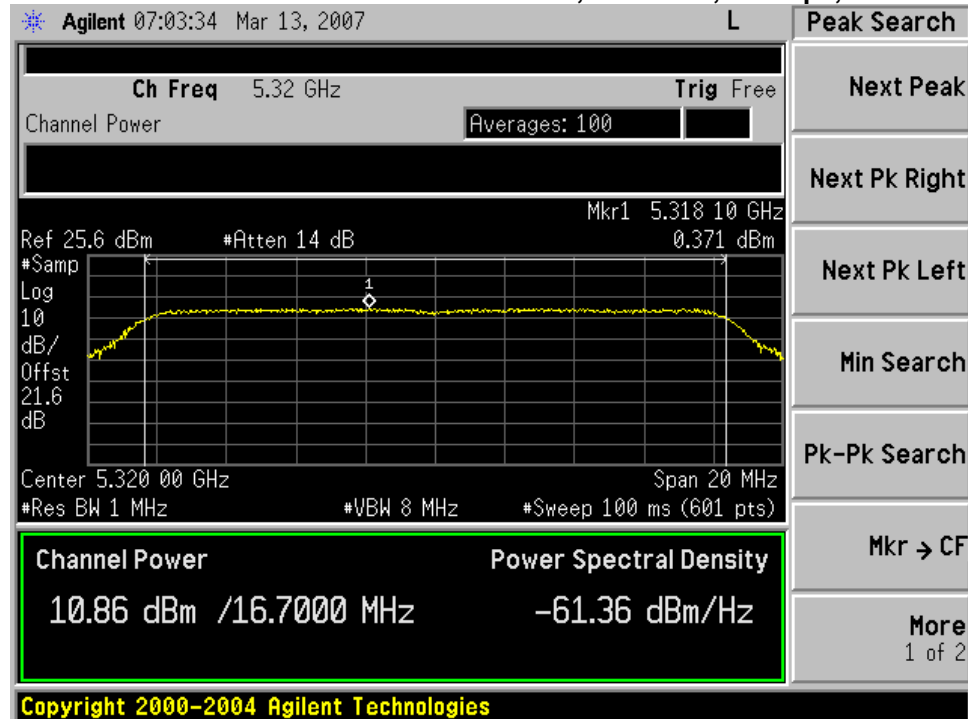 Agilent 07:03:34 Mar 13, 2007 L
Peak Search
Ch Freq 5.32 GHz Trig Free
Channel Power Averages: 100
Mkr1 5.318 10 GHz
Ref 25.6 dBm #Atten 14 dB 0.371 dBm
#Samp
Log
10
dB/
Offst
21.6
dB
1
Center 5.320 00 GHz Span 20 MHz
#Res BW 1 MHz #VBW 8 MHz #Sweep 100 ms (601 pts)
Channel Power Power Spectral Density
10.86 dBm /16.7000 MHz -61.36 dBm/Hz
Next Peak
Next Pk Right
Next Pk Left
Min Search
Pk-Pk Search
Mkr → CF
More
1 of 2
Copyright 2000-2004 Agilent Technologies